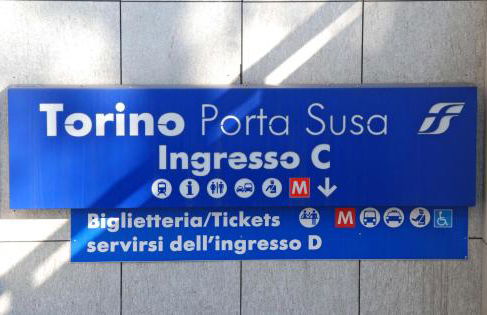 Torino Porta Susa
Ingresso C
i M
Biglietteria/Tickets M
servirsi dell'ingresso D